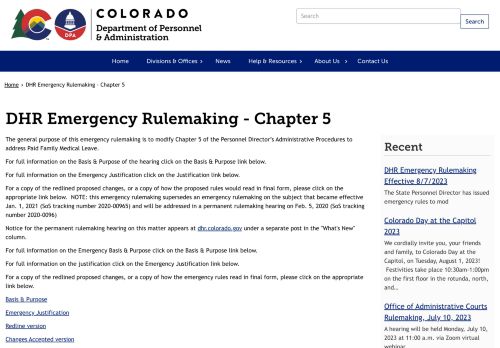 COLORADO
Department of Personnel
& Administration
DPA
Search
Search
Home
Divisions & Offices
News
Help & Resources
About Us
Contact Us
Home > DHR Emergency Rulemaking - Chapter 5
DHR Emergency Rulemaking - Chapter 5
The general purpose of this emergency rulemaking is to modify Chapter 5 of the Personnel Director's Administrative Procedures to
address Paid Family Medical Leave.
For full information on the Basis & Purpose of the hearing click on the Basis & Purpose link below.
For full information on the Emergency Justification click on the Justification link below.
For a copy of the redlined proposed changes, or a copy of how the proposed rules would read in final form, please click on the
appropriate link below. NOTE: this emergency rulemaking supersedes an emergency rulemaking on the subject that became effective
Jan. 1, 2021 (SoS tracking number 2020-00965) and will be addressed in a permanent rulemaking hearing on Feb. 5, 2020 (SoS tracking
number 2020-0096)
Notice for the permanent rulemaking hearing on this matter appears at dhr.colorado.gov under a separate post in the "What's New"
column.
For full information on the Emergency Basis & Purpose click on the Basis & Purpose link below.
For full information on the justification click on the Emergency Justification link below.
For a copy of the redlined proposed changes, or a copy of how the emergency rules read in final form, please click on the appropriate
link below.
Basis & Purpose
Emergency Justification
Redline version
Changes Accepted version
Recent
DHR Emergency Rulemaking
Effective 8/7/2023
The State Personnel Director has issued
emergency rules to mod
Colorado Day at the Capitol
2023
We cordially invite you, your friends
and family, to Colorado Day at the
Capitol, on Tuesday, August 1, 2023!
Festivities take place 10:30am-1:00pm
on the first floor in the rotunda, north,
and...
Office of Administrative Courts
Rulemaking, July 10, 2023
A hearing will be held Monday, July 10,
2023 at 11:00 a.m. via Zoom virtual
webinar